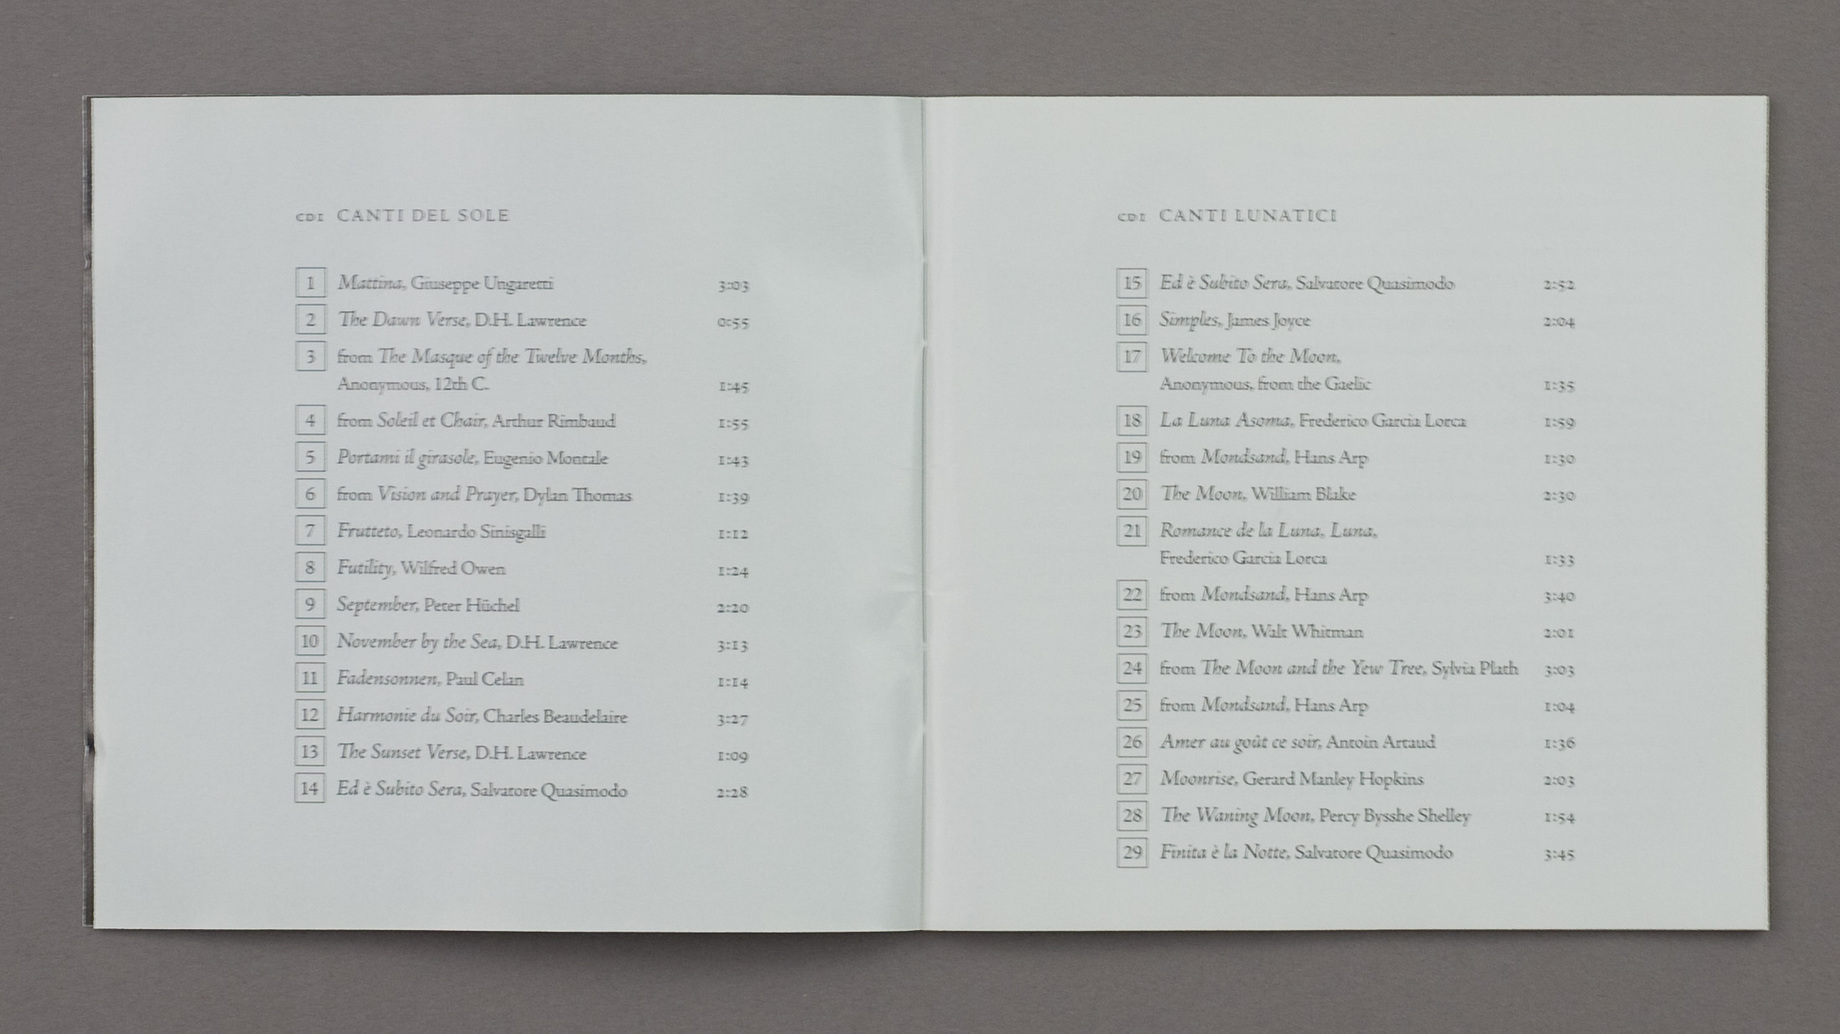 CD1 CANTI DEL SOLE
1 Mattina, Giuseppe Ungaretti 3:03
2 The Dawn Verse, D.H. Lawrence 0:55
3 from The Masque of the Twelve Months,
Anonymous, 12th C. 1:45
4 from Soleil et Chair, Arthur Rimbaud 1:55
5 Portami il girasole, Eugenio Montale 1:43
6 from Vision and Prayer, Dylan Thomas 1:39
7 Frutteto, Leonardo Sinisgalli 1:12
8 Futility, Wilfred Owen 1:24
9 September, Peter Hüchel 2:20
10 November by the Sea, D.H. Lawrence 3:13
11 Fadensonnen, Paul Celan 1:14
12 Harmonie du Soir, Charles Beaudelaire 3:27
13 The Sunset Verse, D.H. Lawrence 1:09
14 Ed è Subito Sera, Salvatore Quasimodo 2:28
CD1 CANTI LUNATICI
15 Ed è Subito Sera, Salvatore Quasimodo 2:52
16 Simples, James Joyce 2:04
17 Welcome To the Moon,
Anonymous, from the Gaelic 1:35
18 La Luna Asoma, Frederico Garcia Lorca 1:59
19 from Mondsand, Hans Arp 1:30
20 The Moon, William Blake 2:30
21 Romance de la Luna, Luna,
Frederico Garcia Lorca 1:33
22 from Mondsand, Hans Arp 3:40
23 The Moon, Walt Whitman 2:01
24 from The Moon and the Yew Tree, Sylvia Plath 3:03
25 from Mondsand, Hans Arp 1:04
26 Amer au goût ce soir, Antoin Artaud 1:36
27 Moonrise, Gerard Manley Hopkins 2:03
28 The Waning Moon, Percy Bysshe Shelley 1:54
29 Finita è la Notte, Salvatore Quasimodo 3:45